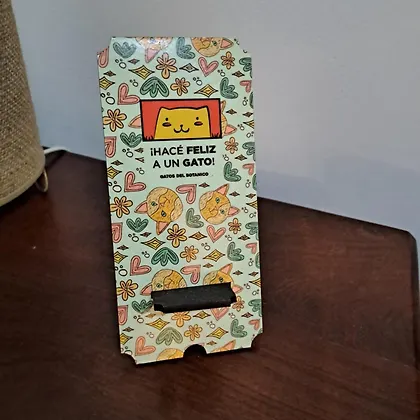 ¡HACÉ FELIZ
A UN GATO!
GATOS DEL BOTANICO